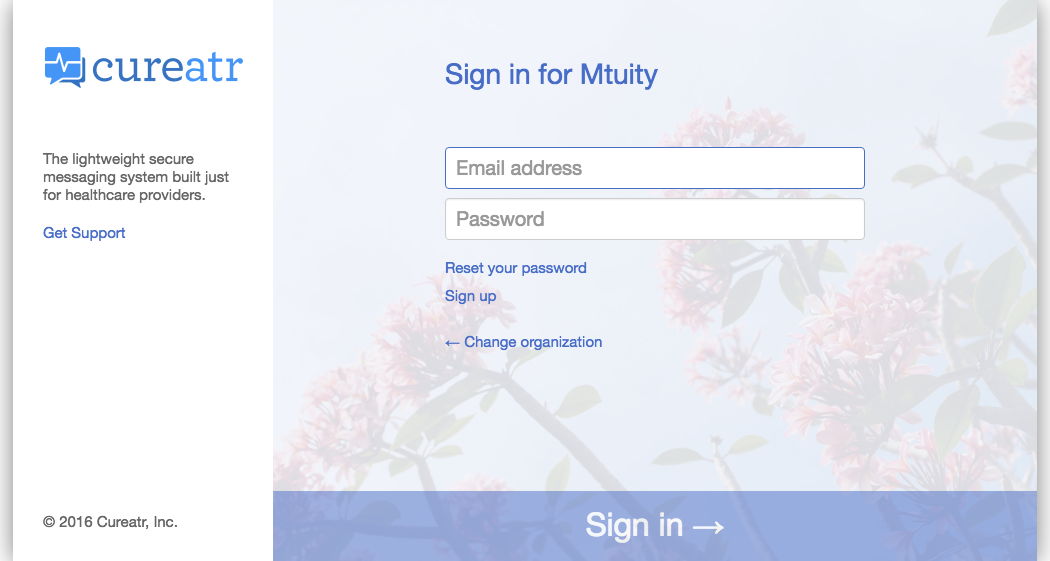 cureatr
The lightweight secure
messaging system built just
for healthcare providers.
Get Support
© 2016 Cureatr, Inc.
Sign in for Mtuity
Email address
Password
Reset your password
Sign up
← Change organization
Sign in →